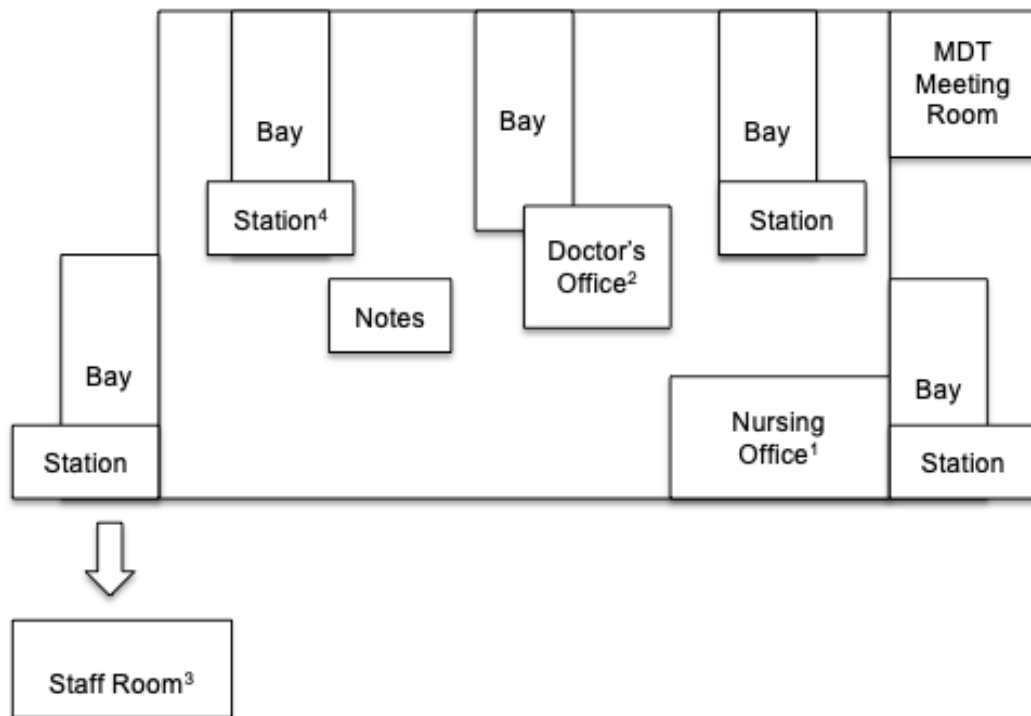 MDT
Meeting
Room
Bay
Bay
Bay
Station⁴
Station
Doctor's
Office²
Notes
Bay
Bay
Nursing
Office¹
Station
Station
Staff Room³